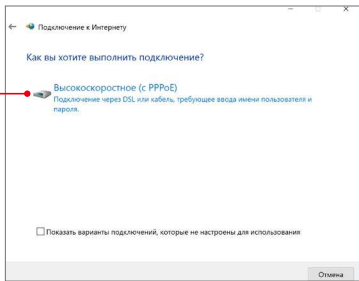 Подключение к Интернету
Как вы хотите выполнить подключение?
Высокоскоростное (с PPPoE)
Подключение через DSL или кабель, требующее ввода имени пользователя и
пароля.
Показать варианты подключений, которые не настроены для использования
Отмена